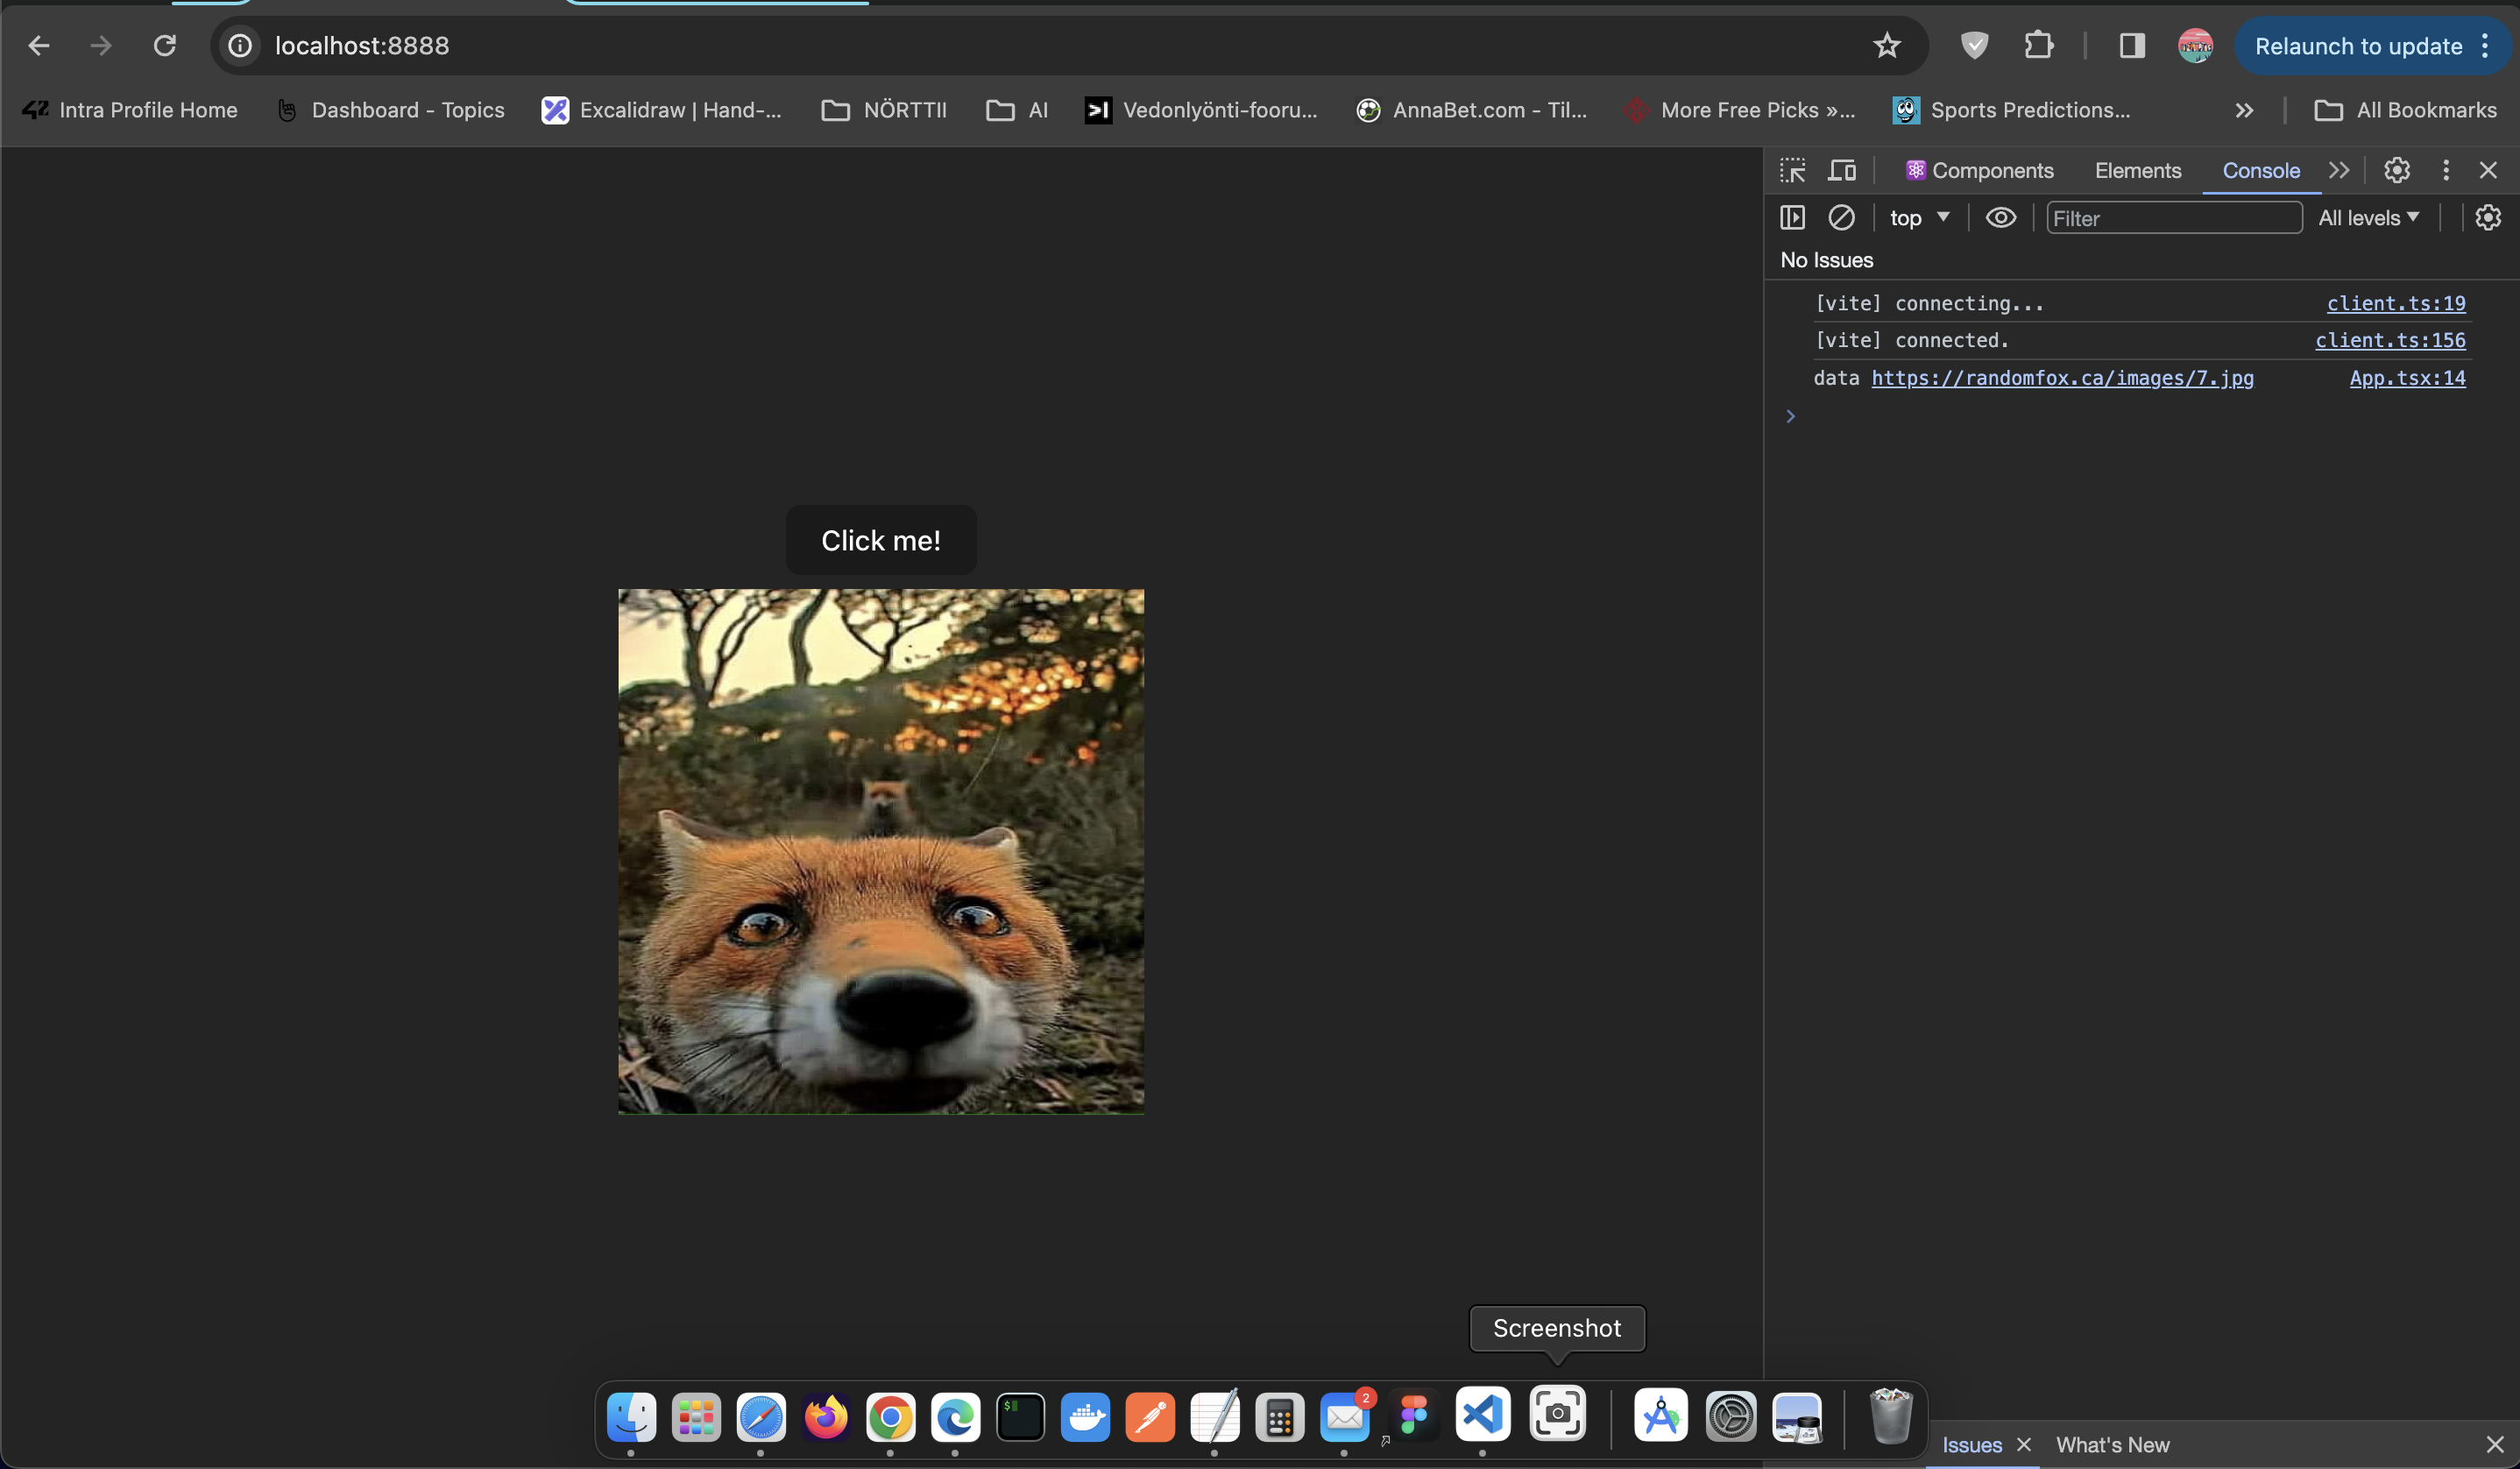 localhost:8888
Relaunch to update
42 Intra Profile Home
Dashboard - Topics
Excalidraw | Hand-...
NÖRTTII
AI
Vedonlyönti-fooru...
AnnaBet.com - Til...
More Free Picks »...
Sports Predictions...
All Bookmarks
Components
Elements
Console
top
Filter
All levels
No Issues
[vite] connecting... client.ts:19
[vite] connected. client.ts:156
data https://randomfox.ca/images/7.jpg App.tsx:14
Click me!
Screenshot
2
Issues
What's New